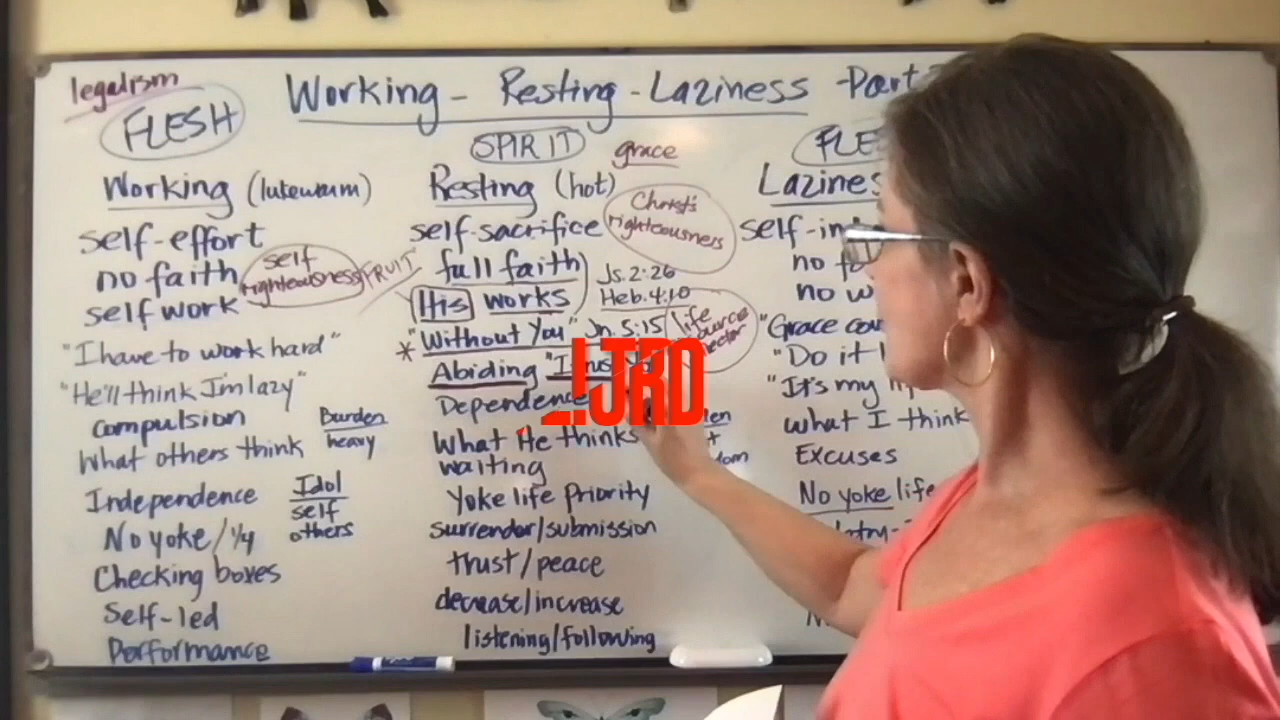 legalism
FLESH
Working - Resting - Laziness - Part
SPIRIT
grace
Working (lukewarm)
self-effort
no faith
self righteousness
FRUIT
self work
"I have to work hard"
"He'll think I'm lazy"
compulsion
Burden
heavy
What others think
Independence
Idol
self
others
No yoke/¼
Checking boxes
Self-led
Performance
Resting (hot)
Christ's
righteousness
self-sacrifice
full faith
Js. 2:26
Heb. 4:10
His works
"Without You" Jn. 5:15
life
* Abiding
Dependence
What He thinks
waiting
Yoke life priority
surrender/submission
trust/peace
decrease/increase
listening/following
LJRD
no
no
"Grace
"Do it
"It's my
what I think
Excuses
No yoke life